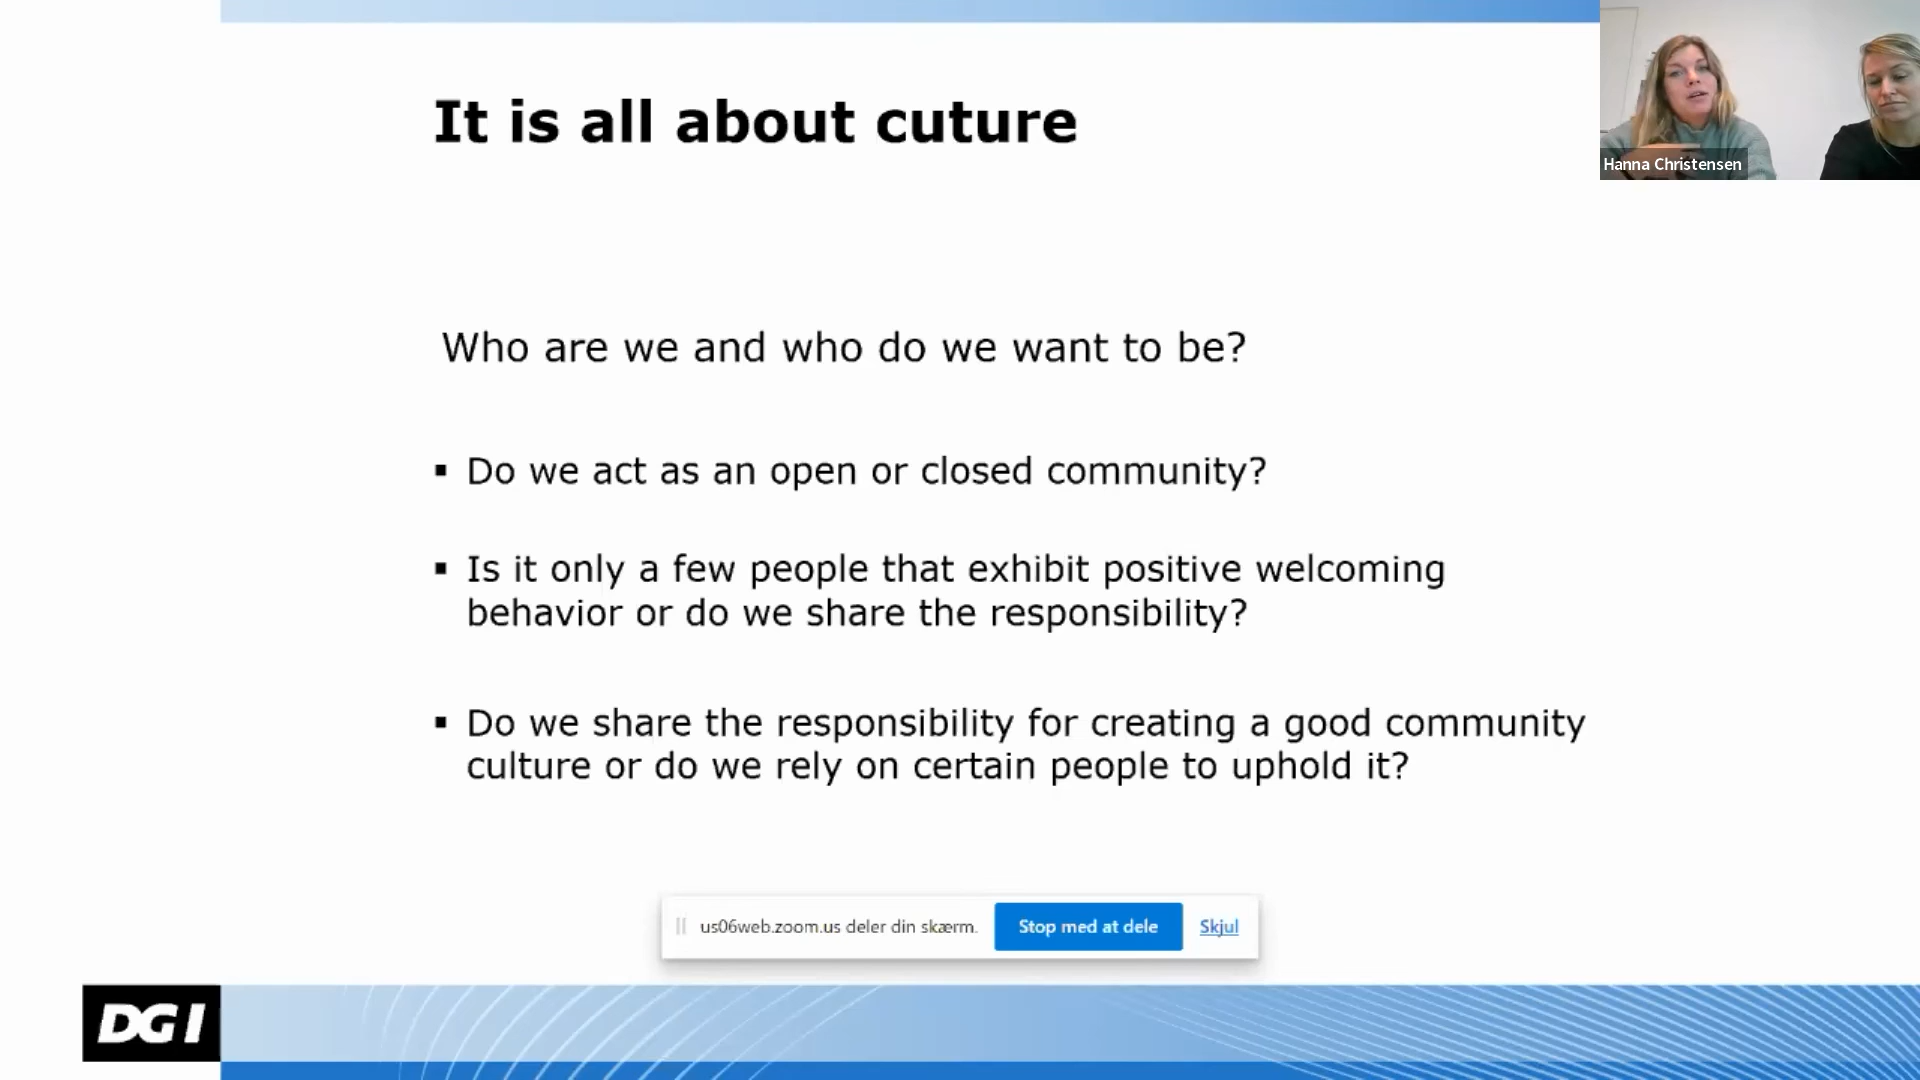 It is all about cuture
Hanna Christensen
Who are we and who do we want to be?
▪ Do we act as an open or closed community?
▪ Is it only a few people that exhibit positive welcoming
behavior or do we share the responsibility?
▪ Do we share the responsibility for creating a good community
culture or do we rely on certain people to uphold it?
us06web.zoom.us deler din skærm. Stop med at dele Skjul
DGI